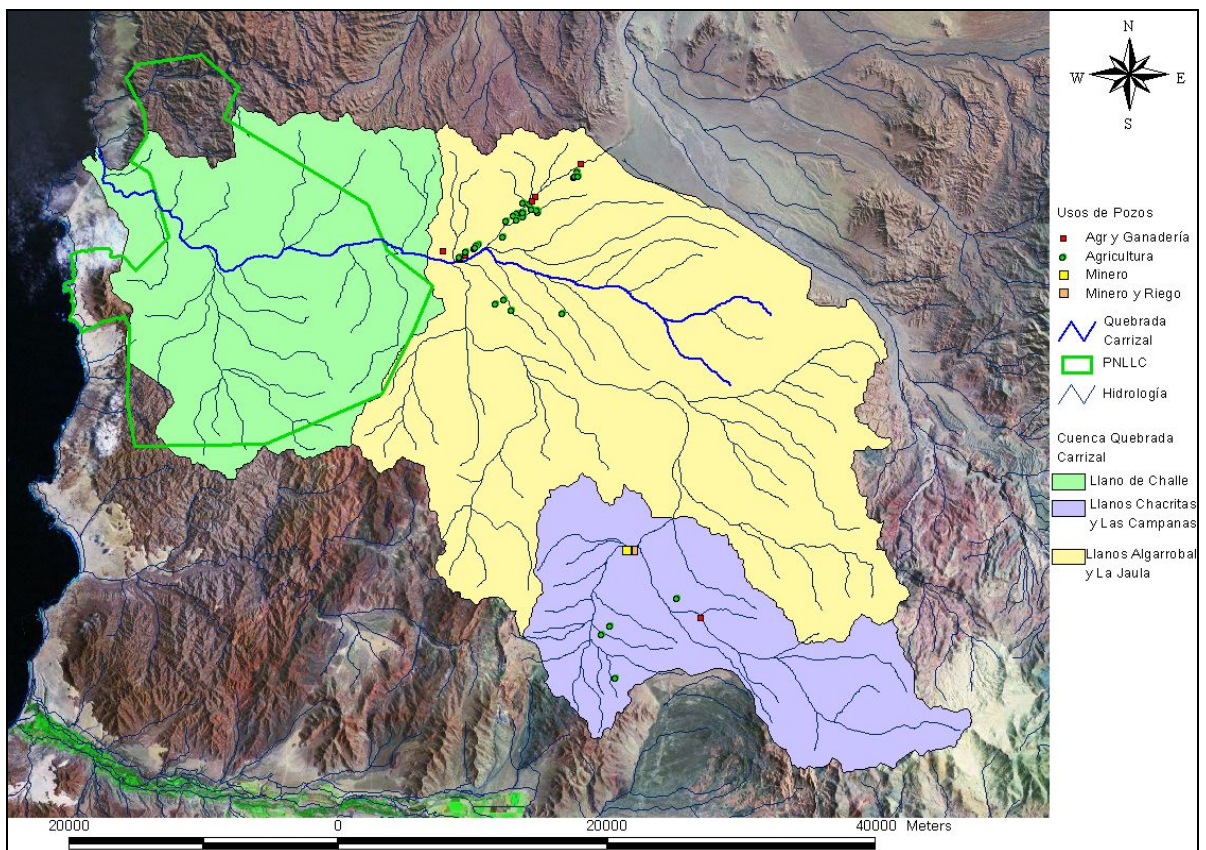 N
W E
S
Usos de Pozos
Agr y Ganadería
Agricultura
Minero
Minero y Riego
Quebrada
Carrizal
PNLLC
Hidrología
Cuenca Quebrada
Carrizal
Llano de Challe
Llanos Chacritas
y Las Campanas
Llanos Algarrobal
y La Jaula
20000 0 20000 40000 Meters